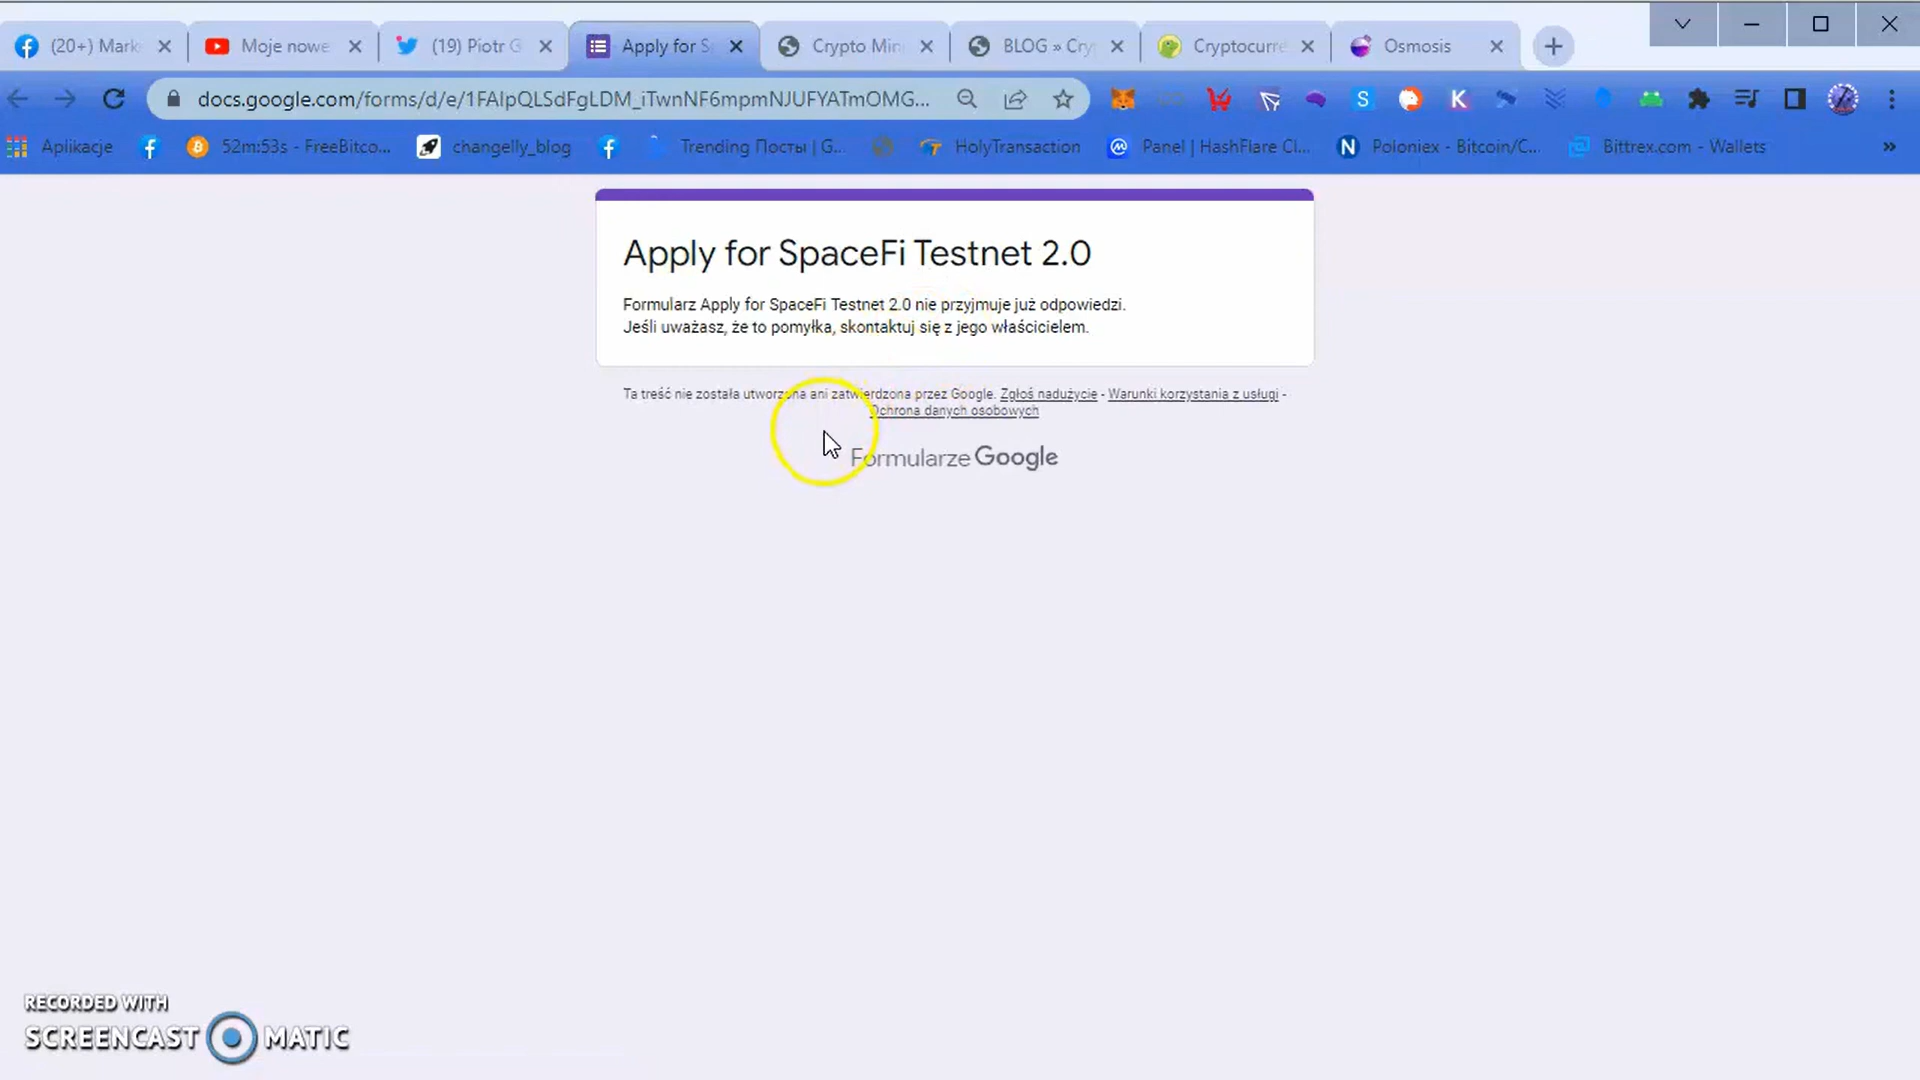 (20+) Mark
Moje nowe
(19) Piotr G
Apply for S
Crypto Min
BLOG » Cry
Cryptocurre
Osmosis
docs.google.com/forms/d/e/1FAIpQLSdFgLDM_iTwnNF6mpmNJUFYATmOMG...
Aplikacje
52m:53s - FreeBitco...
changelly_blog
Trending Посты | G...
HolyTransaction
Panel | HashFlare Cl...
Poloniex - Bitcoin/C...
Bittrex.com - Wallets
»
Apply for SpaceFi Testnet 2.0
Formularz Apply for SpaceFi Testnet 2.0 nie przyjmuje już odpowiedzi.
Jeśli uważasz, że to pomyłka, skontaktuj się z jego właścicielem.
Ta treść nie została utworzona ani zatwierdzona przez Google. Zgłoś nadużycie - Warunki korzystania z usługi -
Ochrona danych osobowych
Formularze Google
RECORDED WITH
SCREENCAST MATIC